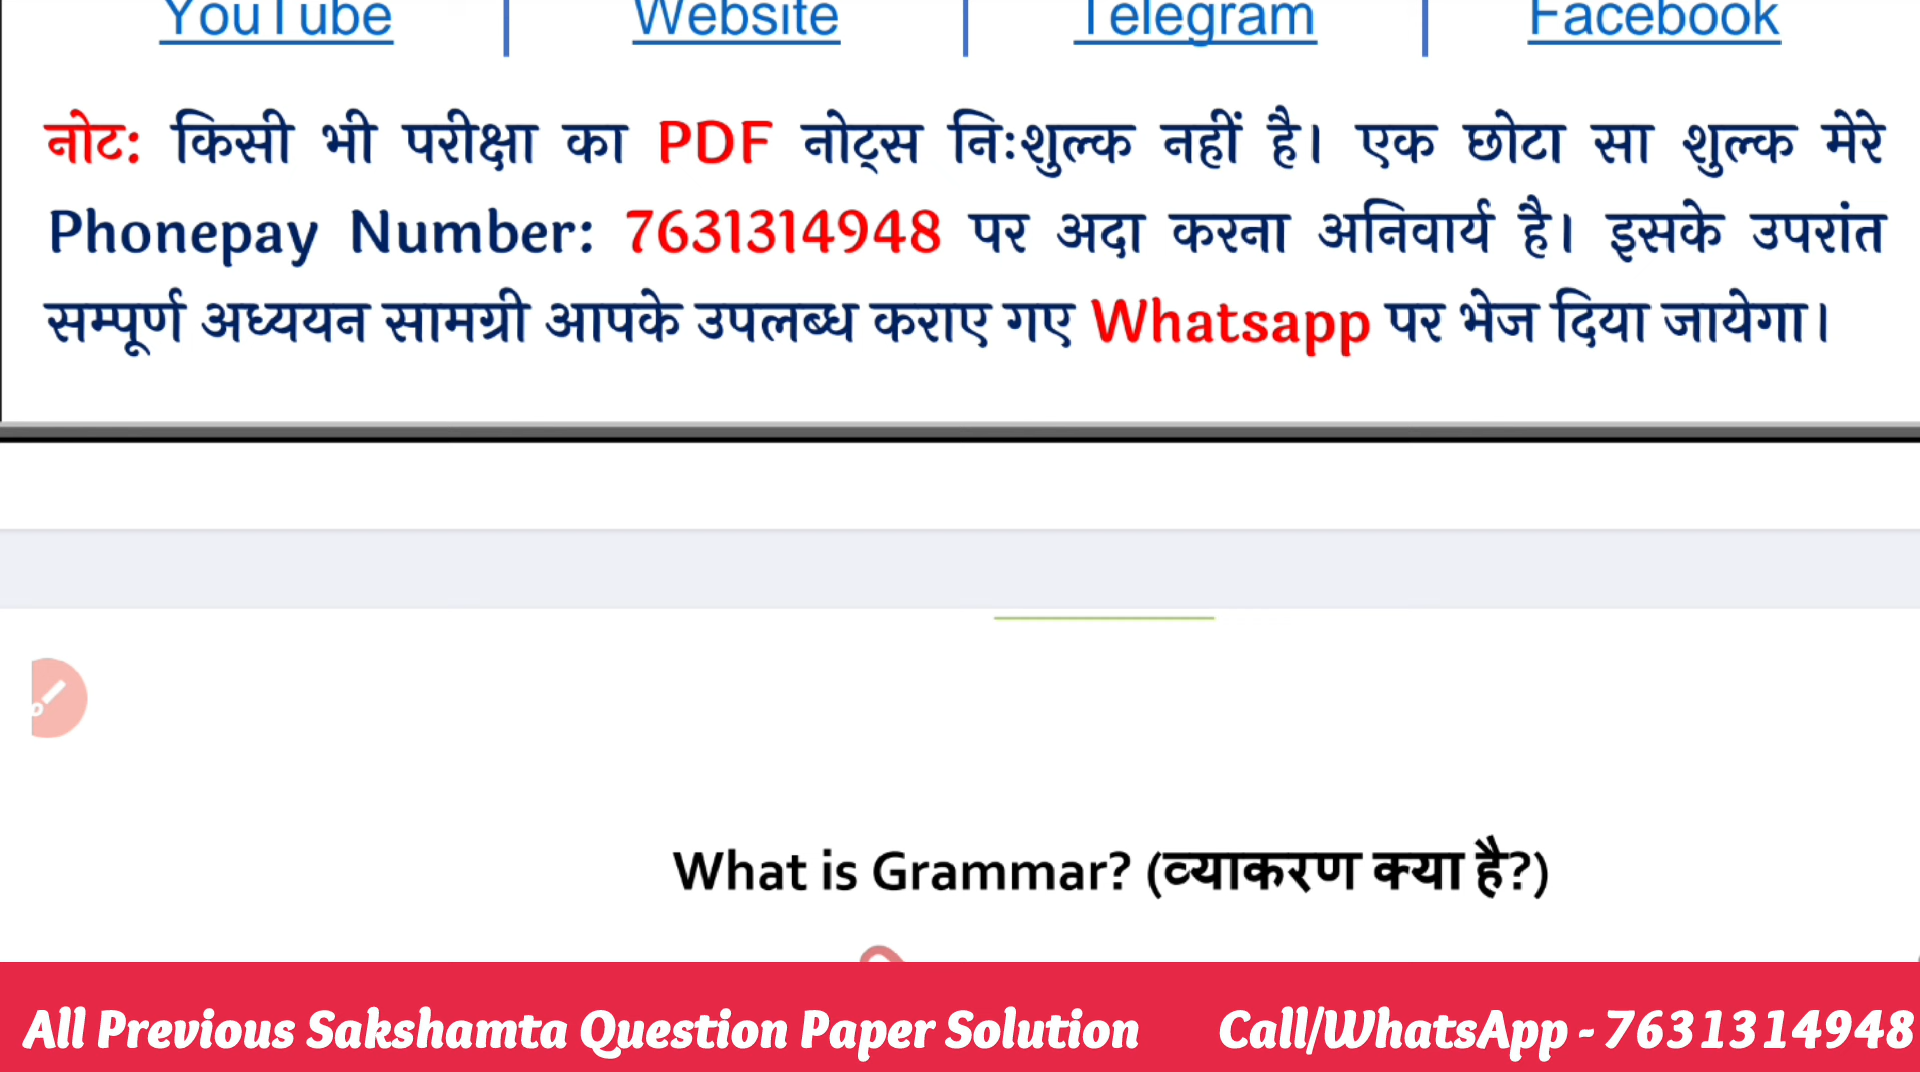 YouTube Website Telegram Facebook
नोट: किसी भी परीक्षा का PDF नोट्स नि:शुल्क नहीं है। एक छोटा सा शुल्क मेरे
Phonepay Number: 7631314948 पर अदा करना अनिवार्य है। इसके उपरांत
सम्पूर्ण अध्ययन सामग्री आपके उपलब्ध कराए गए Whatsapp पर भेज दिया जायेगा।
What is Grammar? (व्याकरण क्या है?)
All Previous Sakshamta Question Paper Solution Call/WhatsApp - 7631314948